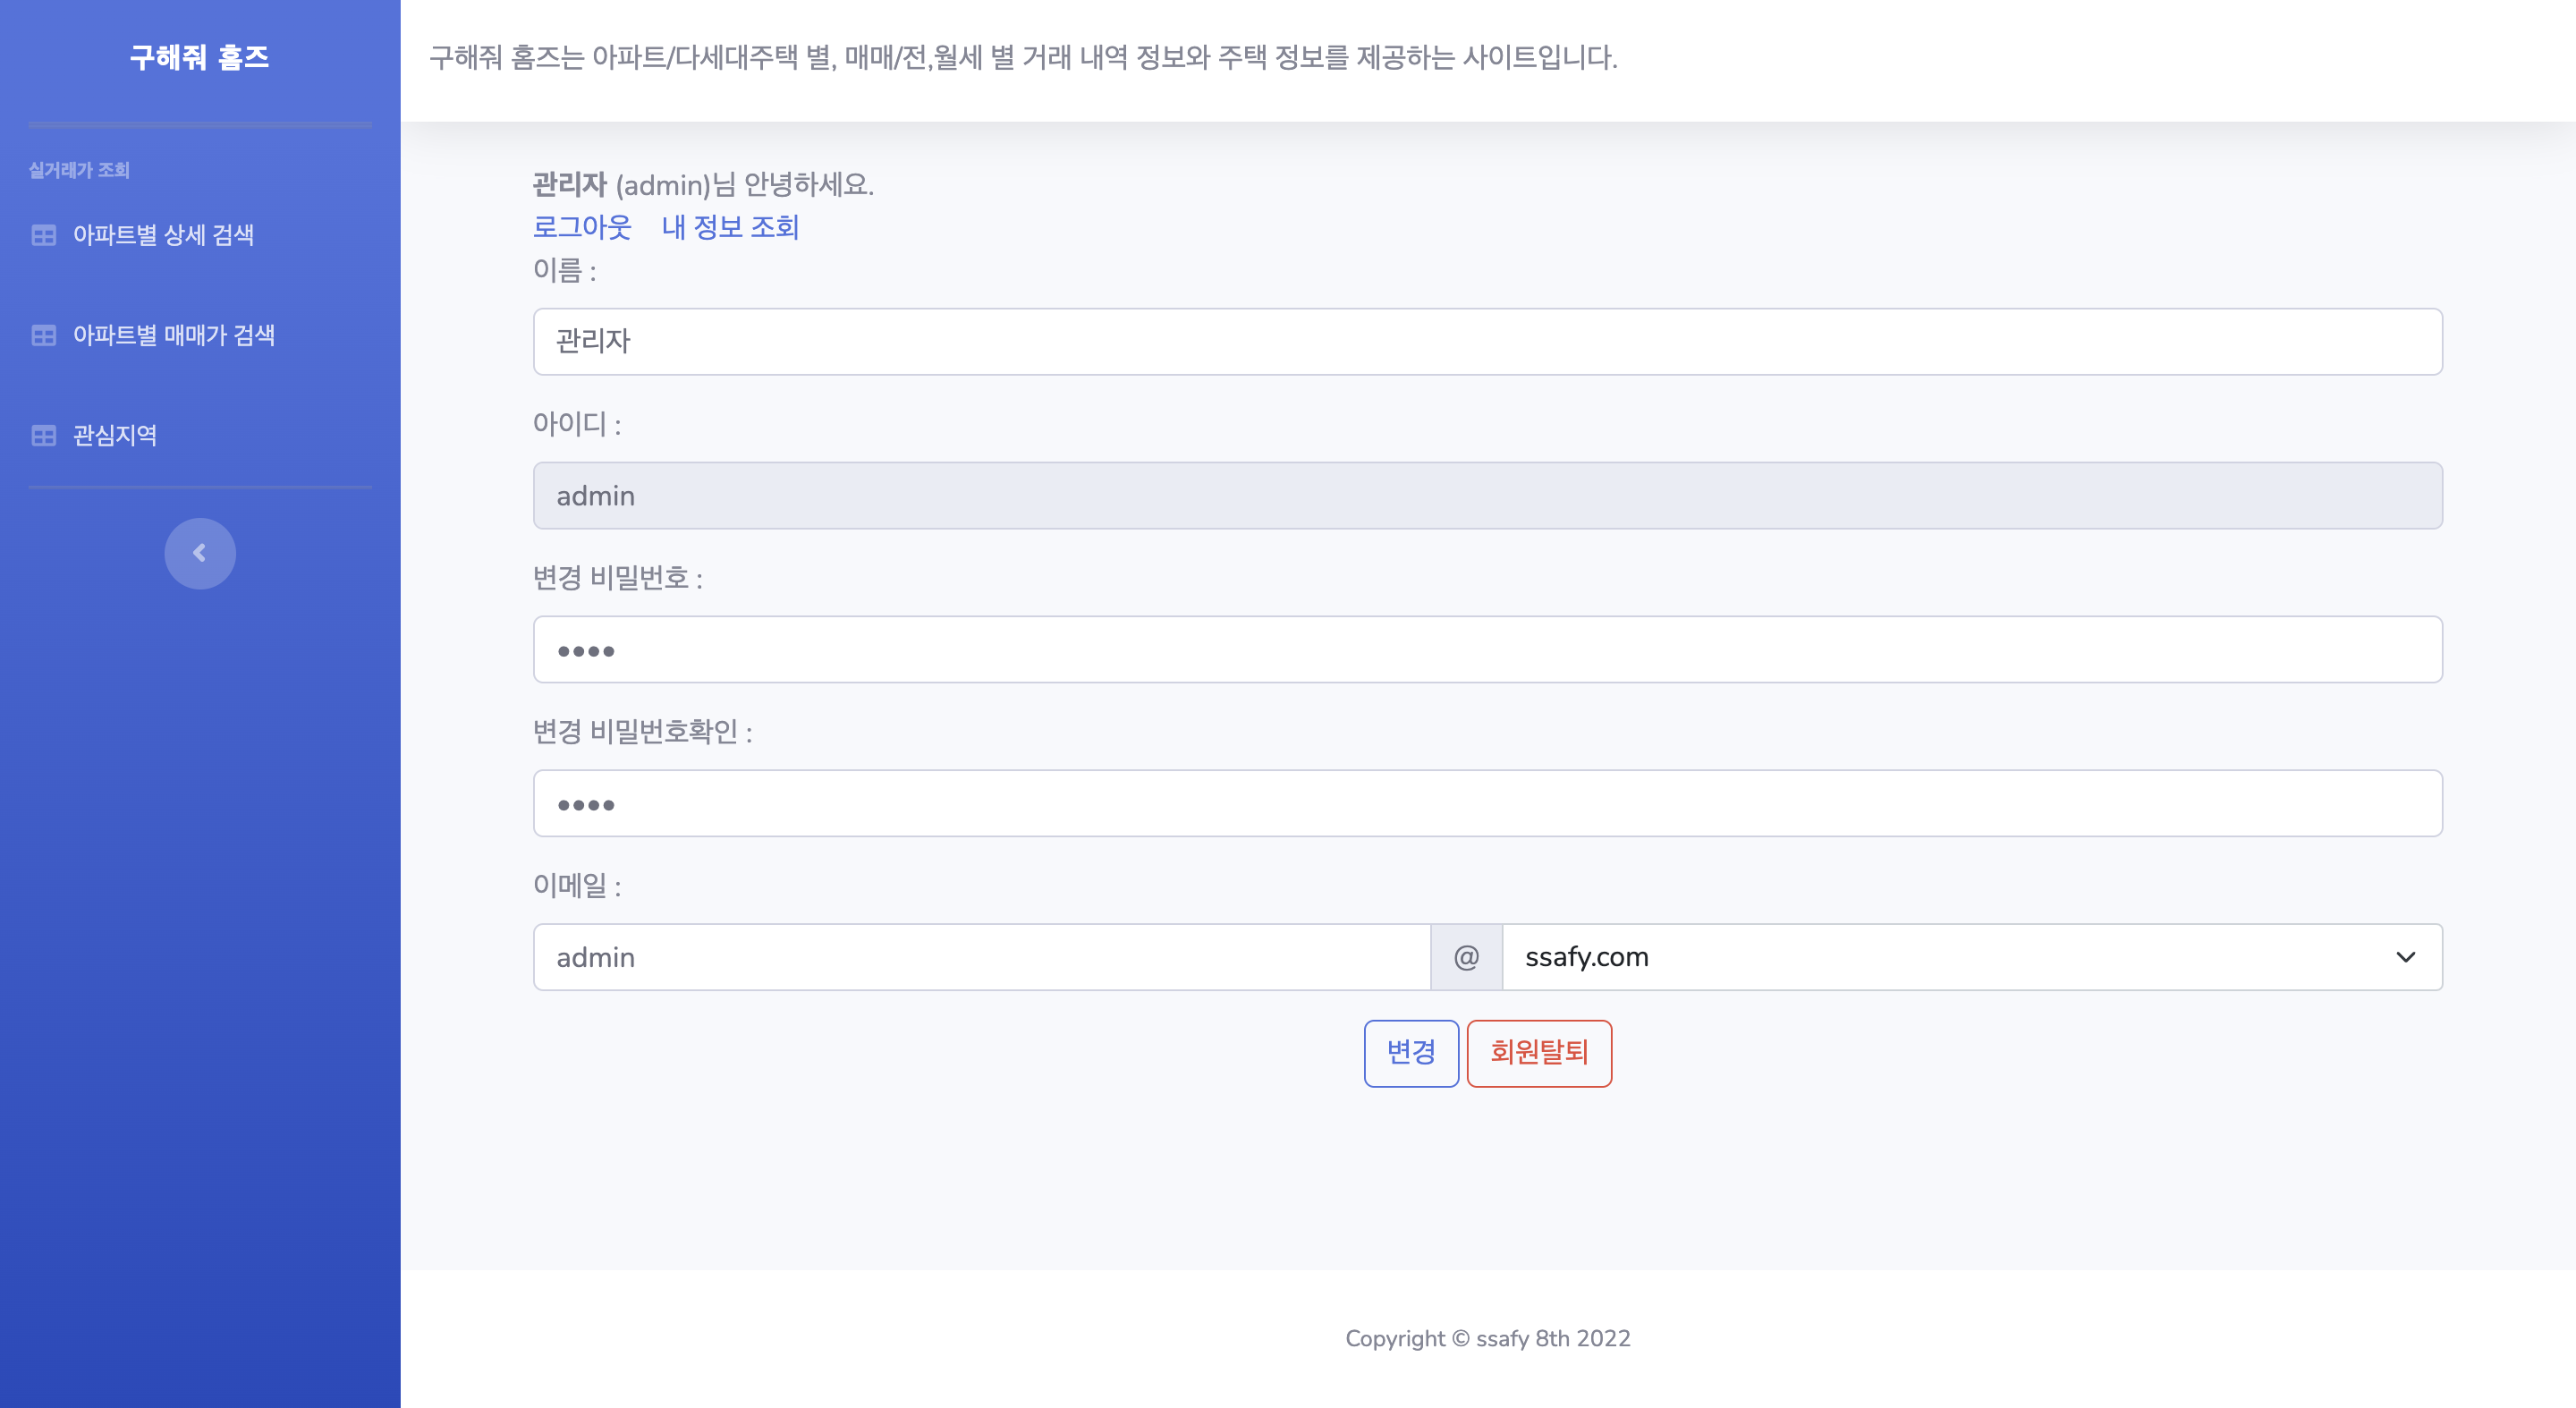 구해줘 홈즈
실거래가 조회
아파트별 상세 검색
아파트별 매매가 검색
관심지역
구해줘 홈즈는 아파트/다세대주택 별, 매매/전,월세 별 거래 내역 정보와 주택 정보를 제공하는 사이트입니다.
관리자 (admin)님 안녕하세요.
로그아웃 내 정보 조회
이름 :
관리자
아이디 :
admin
변경 비밀번호 :
••••
변경 비밀번호확인 :
••••
이메일 :
admin @ ssafy.com
변경 회원탈퇴
Copyright © ssafy 8th 2022